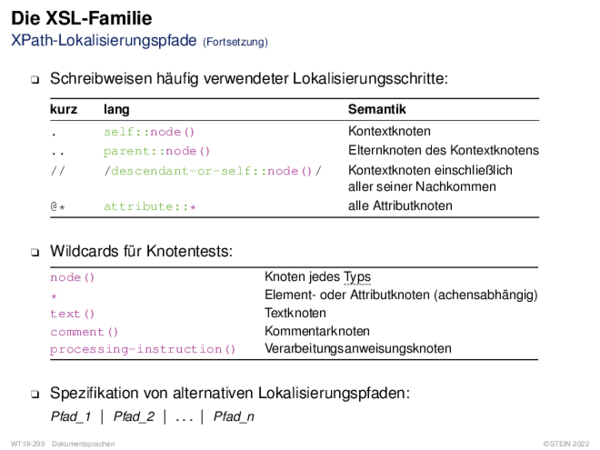 Die XSL-Familie
XPath-Lokalisierungspfade (Fortsetzung)
❑ Schreibweisen häufig verwendeter Lokalisierungsschritte:
kurz lang Semantik
. self::node() Kontextknoten
.. parent::node() Elternknoten des Kontextknotens
// /descendant-or-self::node()/ Kontextknoten einschließlich
aller seiner Nachkommen
@* attribute::* alle Attributknoten
❑ Wildcards für Knotentests:
node() Knoten jedes Typs
* Element- oder Attributknoten (achensabhängig)
text() Textknoten
comment() Kommentarknoten
processing-instruction() Verarbeitungsanweisungsknoten
❑ Spezifikation von alternativen Lokalisierungspfaden:
Pfad_1 | Pfad_2 | ... | Pfad_n
WT:III-299 Dokumentsprachen ©STEIN 2022